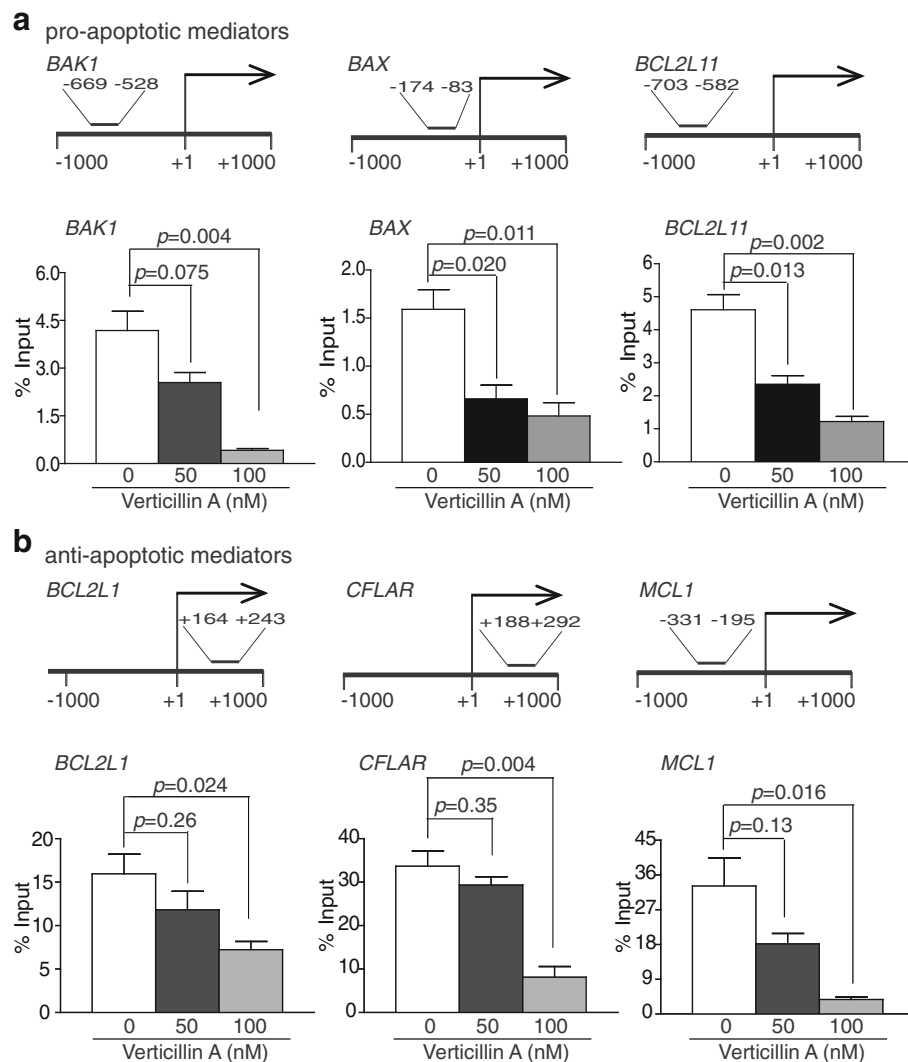 a pro-apoptotic mediators
BAK1 BAX BCL2L11
-669 -528 -174 -83 -703 -582
-1000 +1 +1000 -1000 +1 +1000 -1000 +1 +1000
BAK1
p=0.004
p=0.075
% Input
6.0
4.5
3.0
1.5
0.0
0 50 100
Verticillin A (nM)
BAX
p=0.011
p=0.020
% Input
2.0
1.5
1.0
0.5
0.0
0 50 100
Verticillin A (nM)
BCL2L11
p=0.002
p=0.013
% Input
6
5
4
3
2
1
0
0 50 100
Verticillin A (nM)
b anti-apoptotic mediators
BCL2L1 CFLAR MCL1
+164 +243 +188+292 -331 -195
-1000 +1 +1000 -1000 +1 +1000 -1000 +1 +1000
BCL2L1
p=0.024
p=0.26
% Input
20
15
10
5
0
0 50 100
Verticillin A (nM)
CFLAR
p=0.004
p=0.35
% Input
40
30
20
10
0
0 50 100
Verticillin A (nM)
MCL1
p=0.016
p=0.13
% Input
45
36
27
18
9
0
0 50 100
Verticillin A (nM)